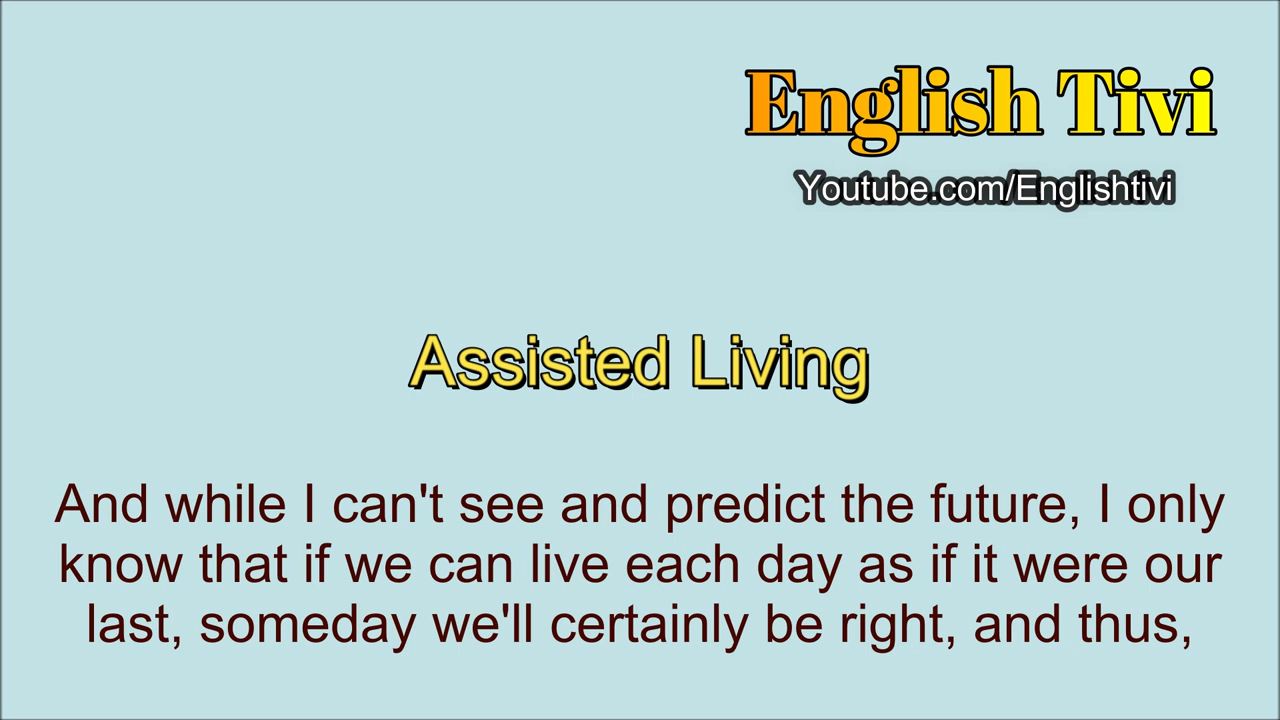 English Tivi
Youtube.com/Englishtivi
Assisted Living
And while I can't see and predict the future, I only
know that if we can live each day as if it were our
last, someday we'll certainly be right, and thus,